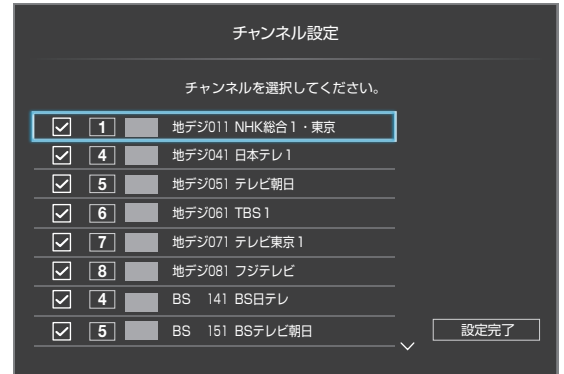 チャンネル設定
チャンネルを選択してください。
1 地デジ011 NHK総合1・東京
4 地デジ041 日本テレ1
5 地デジ051 テレビ朝日
6 地デジ061 TBS1
7 地デジ071 テレビ東京1
8 地デジ081 フジテレビ
4 BS 141 BS日テレ
5 BS 151 BSテレビ朝日
設定完了